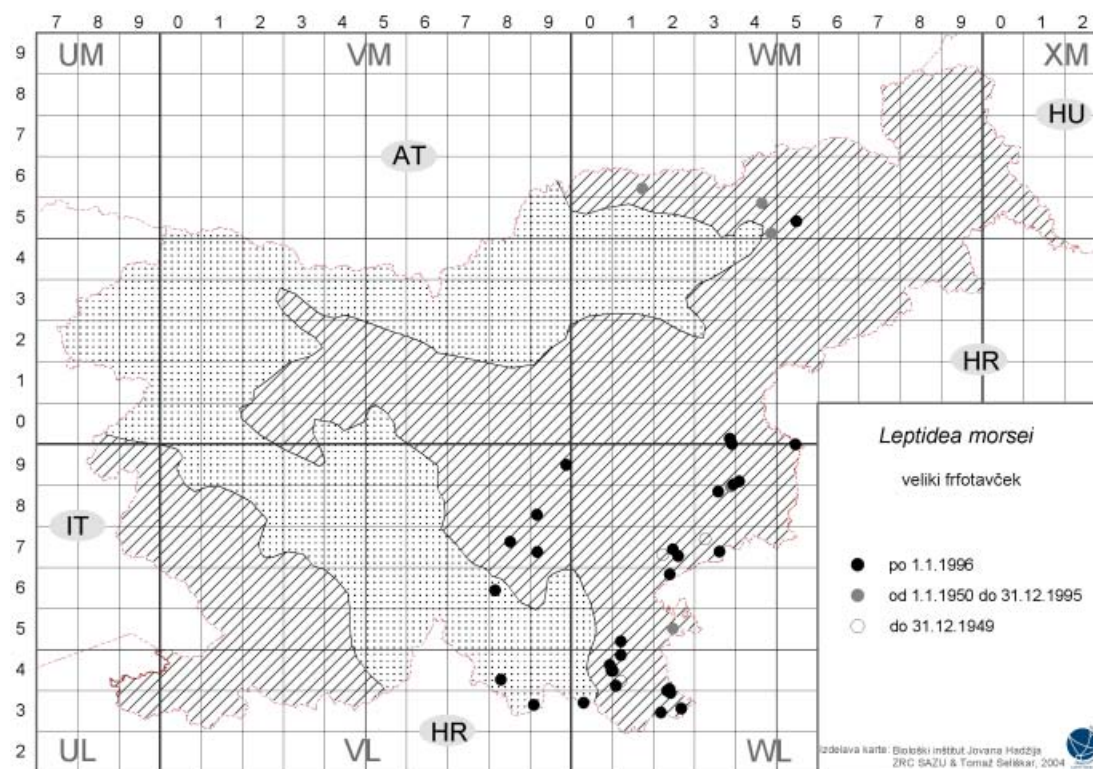 7 8 9 0 1 2 3 4 5 6 7 8 9 0 1 2 3 4 5 6 7 8 9 0 1 2
9 UM VM WM XM
8
7 HU
AT
6
5
4
3
2
HR
1
0
Leptidea morsei
9
veliki frfotavček
8
IT
7
po 1.1.1996
6
od 1.1.1950 do 31.12.1995
5
do 31.12.1949
4
3
HR
2 UL VL WL
Izdelava karte: Biološki inštitut Jovana Hadžija
ZRC SAZU & Tomaž Seliškar, 2004